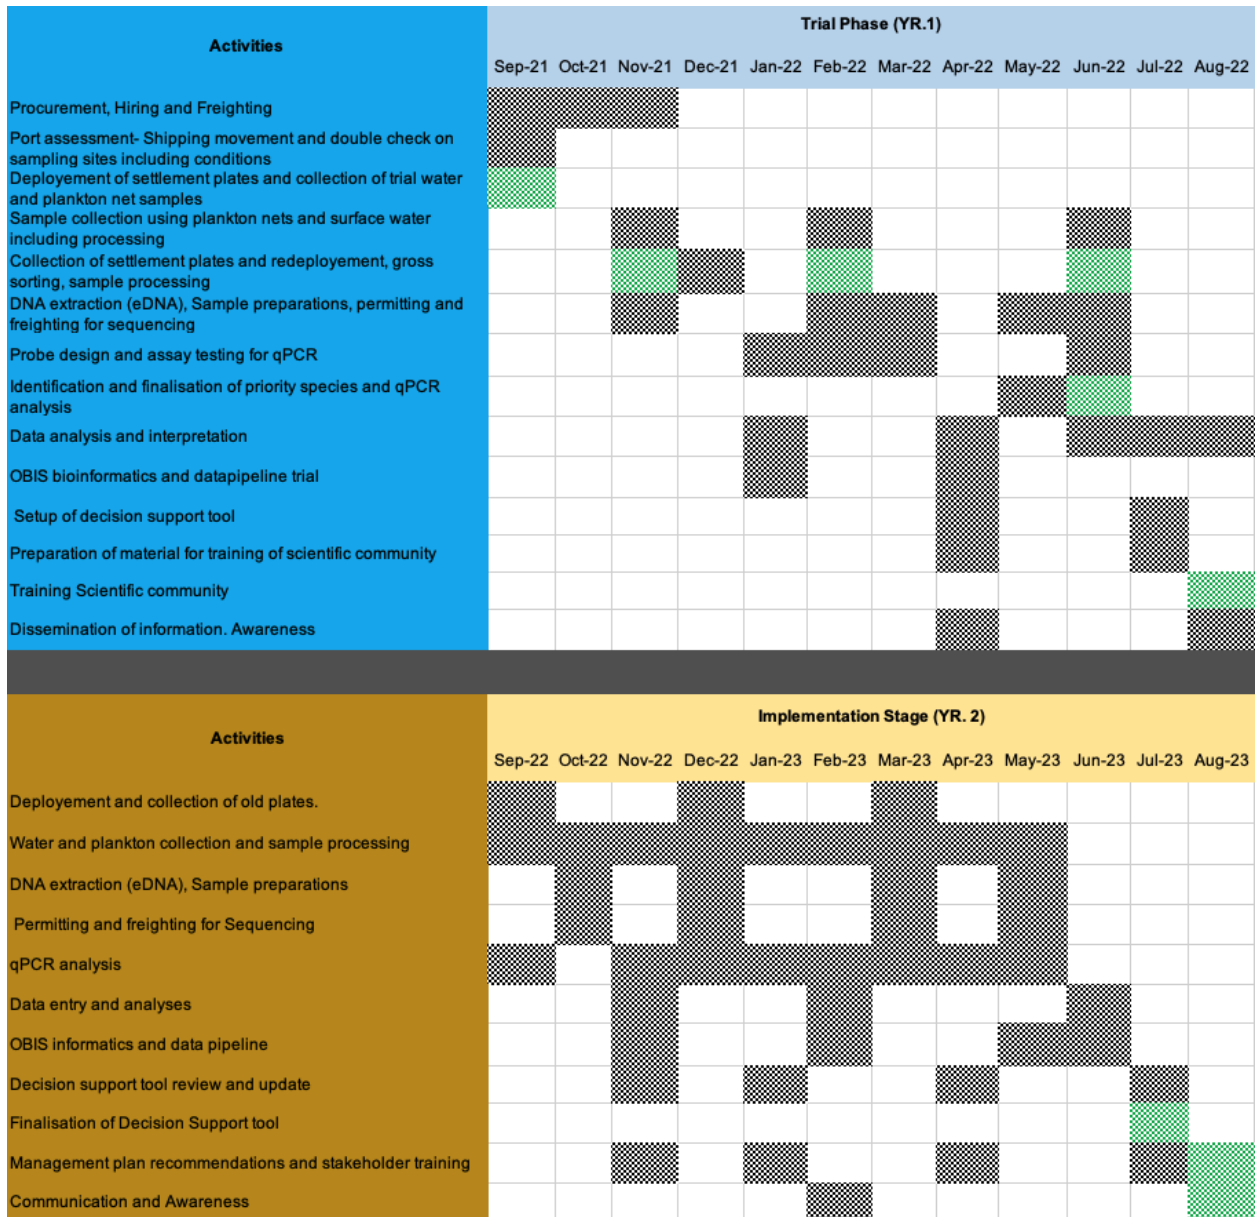 Trial Phase (YR.1)
Activities
Sep-21 Oct-21 Nov-21 Dec-21 Jan-22 Feb-22 Mar-22 Apr-22 May-22 Jun-22 Jul-22 Aug-22
Procurement, Hiring and Freighting
Port assessment- Shipping movement and double check on
sampling sites including conditions
Deployement of settlement plates and collection of trial water
and plankton net samples
Sample collection using plankton nets and surface water
including processing
Collection of settlement plates and redeployement, gross
sorting, sample processing
DNA extraction (eDNA), Sample preparations, permitting and
freighting for sequencing
Probe design and assay testing for qPCR
Identification and finalisation of priority species and qPCR
analysis
Data analysis and interpretation
OBIS bioinformatics and datapipeline trial
Setup of decision support tool
Preparation of material for training of scientific community
Training Scientific community
Dissemination of information. Awareness
Implementation Stage (YR. 2)
Activities
Sep-22 Oct-22 Nov-22 Dec-22 Jan-23 Feb-23 Mar-23 Apr-23 May-23 Jun-23 Jul-23 Aug-23
Deployement and collection of old plates.
Water and plankton collection and sample processing
DNA extraction (eDNA), Sample preparations
Permitting and freighting for Sequencing
qPCR analysis
Data entry and analyses
OBIS informatics and data pipeline
Decision support tool review and update
Finalisation of Decision Support tool
Management plan recommendations and stakeholder training
Communication and Awareness